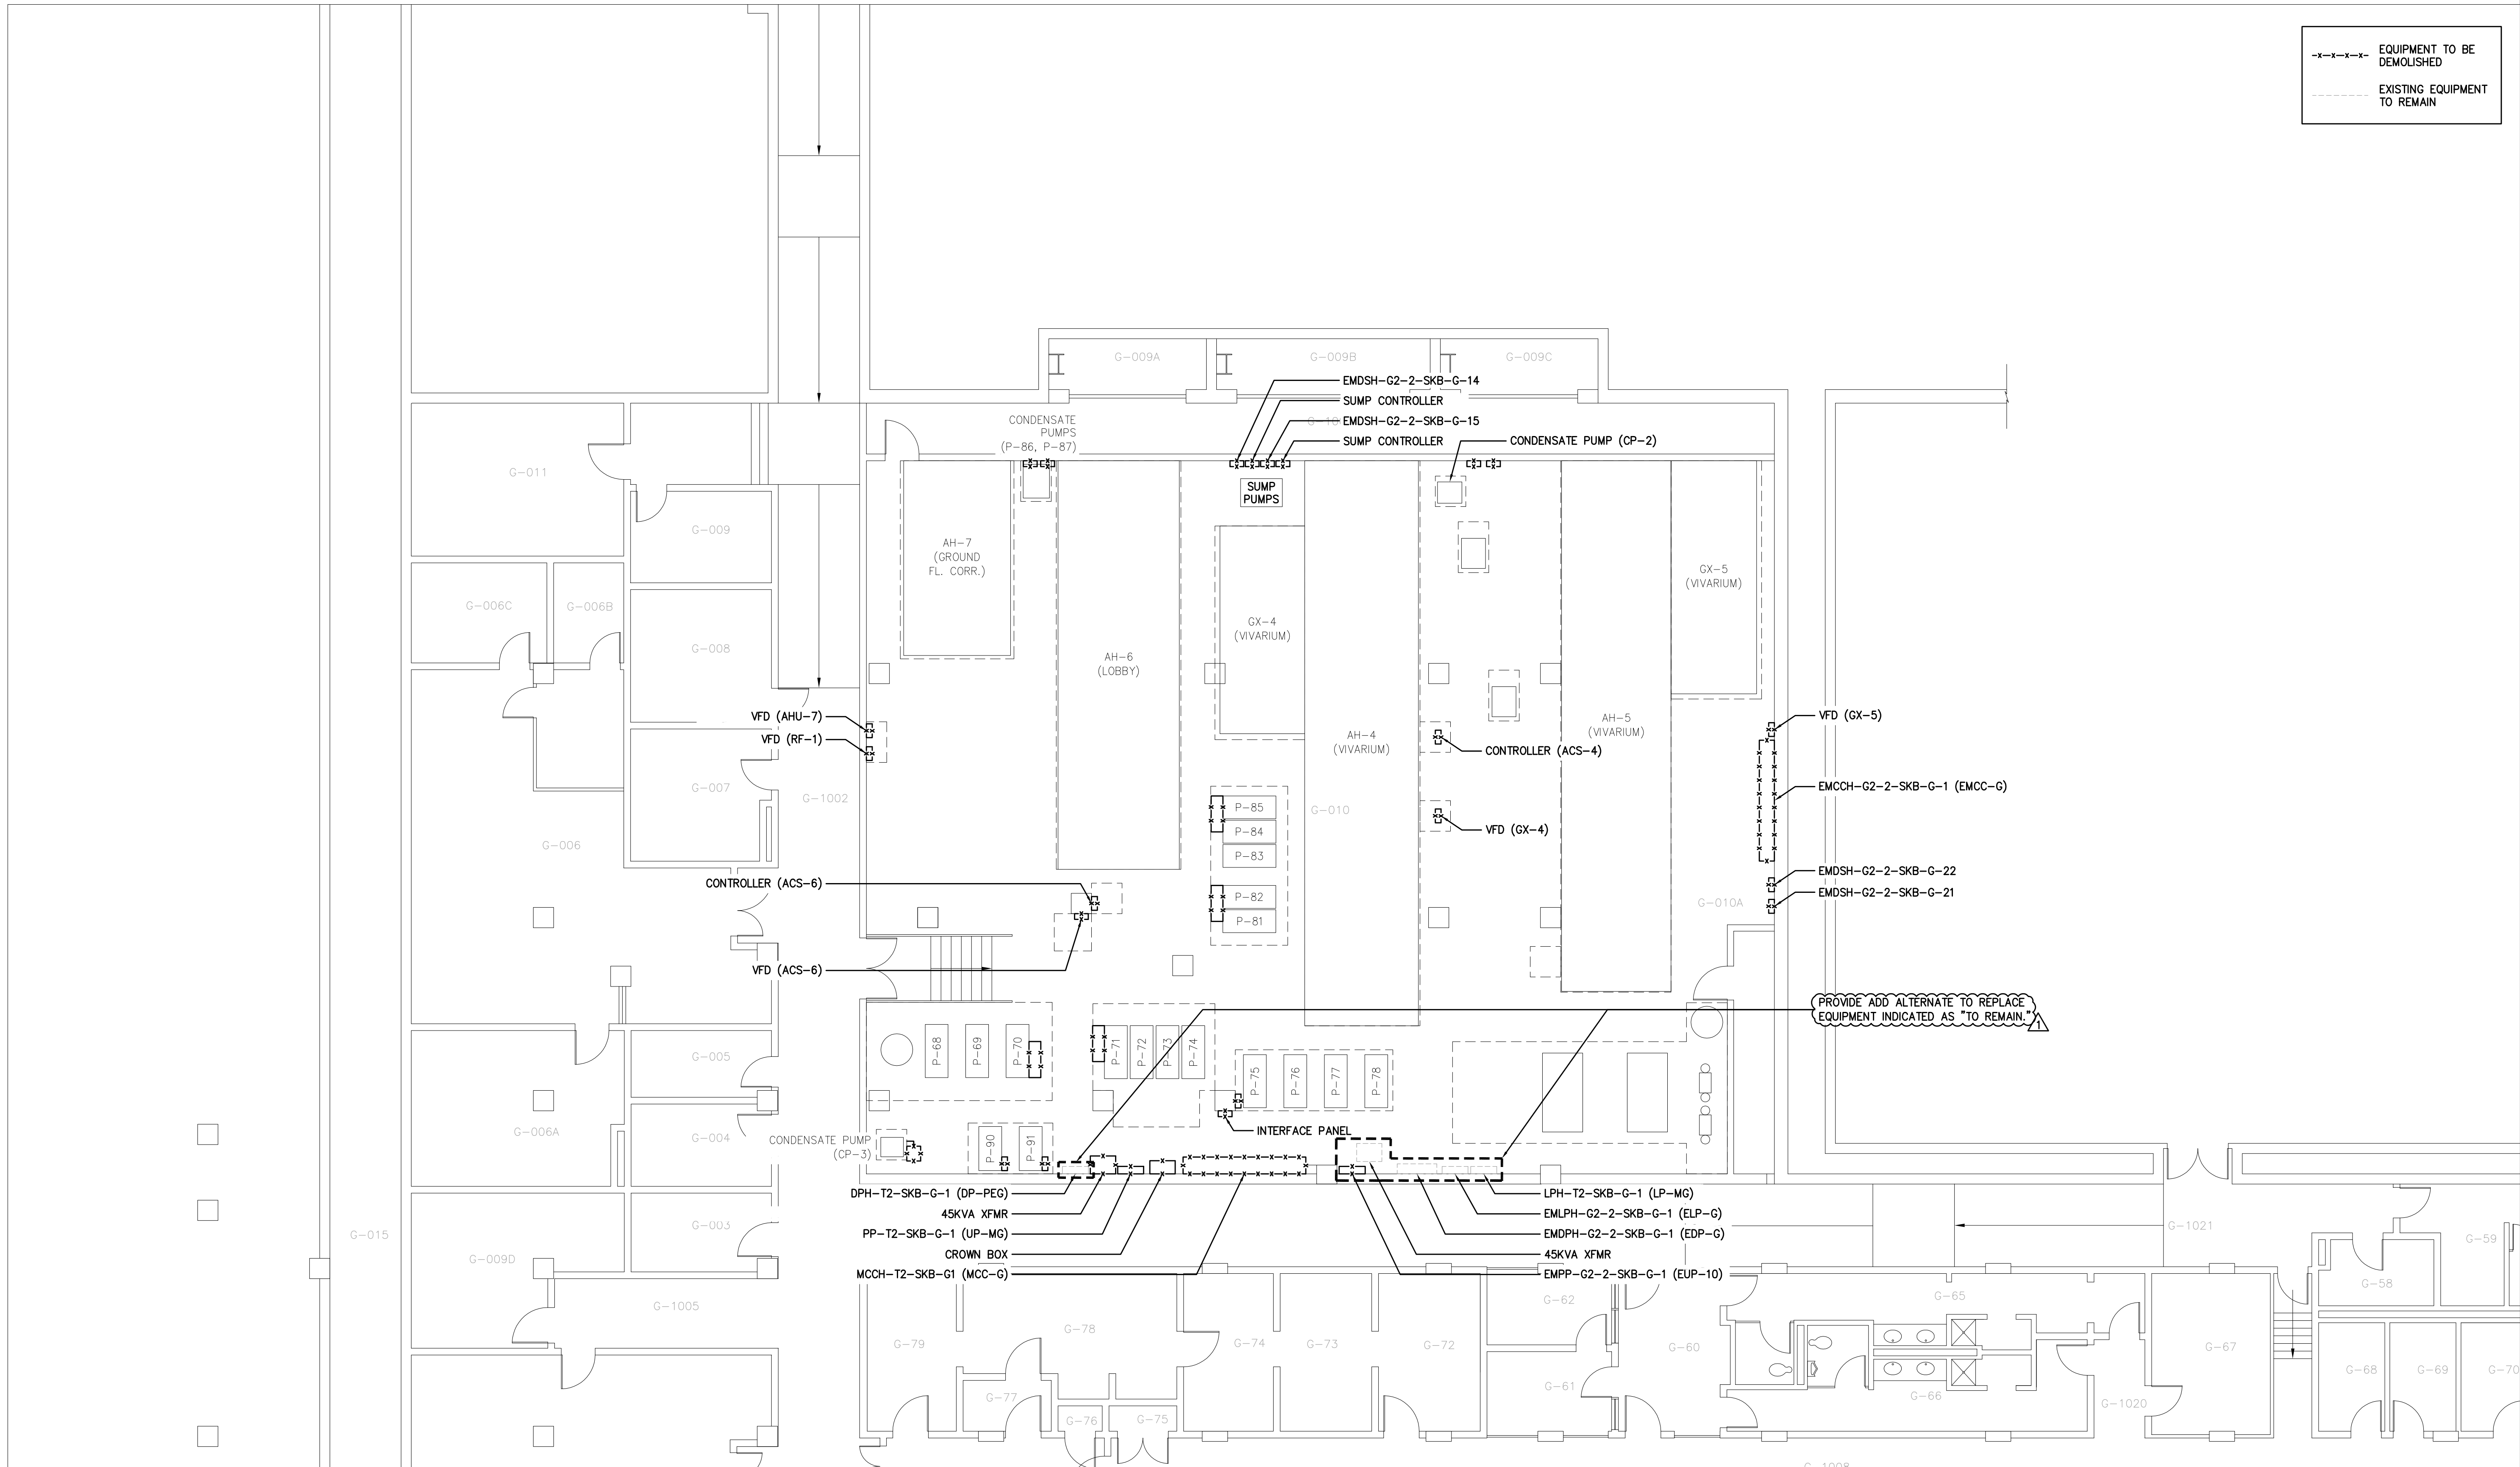 EQUIPMENT TO BE
DEMOLISHED
EXISTING EQUIPMENT
TO REMAIN
G-009A
G-009B
G-009C
EMDSH-G2-2-SKB-G-14
SUMP CONTROLLER
EMDSH-G2-2-SKB-G-15
SUMP CONTROLLER
CONDENSATE PUMP (CP-2)
CONDENSATE
PUMPS
(P-86, P-87)
SUMP
PUMPS
G-011
G-009
AH-7
(GROUND
FL. CORR.)
GX-5
(VIVARIUM)
G-006C
G-006B
GX-4
(VIVARIUM)
G-008
AH-6
(LOBBY)
VFD (AHU-7)
VFD (RF-1)
AH-4
(VIVARIUM)
AH-5
(VIVARIUM)
VFD (GX-5)
CONTROLLER (ACS-4)
G-007
G-1002
EMCCH-G2-2-SKB-G-1 (EMCC-G)
P-85
P-84
P-83
G-010
VFD (GX-4)
G-006
CONTROLLER (ACS-6)
P-82
P-81
G-010A
EMDSH-G2-2-SKB-G-22
EMDSH-G2-2-SKB-G-21
VFD (ACS-6)
PROVIDE ADD ALTERNATE TO REPLACE
EQUIPMENT INDICATED AS "TO REMAIN."
1
G-005
P-68
P-69
P-70
P-71
P-72
P-73
P-74
P-75
P-76
P-77
P-78
G-006A
G-004
CONDENSATE PUMP
(CP-3)
P-90
P-91
INTERFACE PANEL
DPH-T2-SKB-G-1 (DP-PEG)
45KVA XFMR
PP-T2-SKB-G-1 (UP-MG)
CROWN BOX
MCCH-T2-SKB-G1 (MCC-G)
LPH-T2-SKB-G-1 (LP-MG)
EMLPH-G2-2-SKB-G-1 (ELP-G)
EMDPH-G2-2-SKB-G-1 (EDP-G)
45KVA XFMR
EMPP-G2-2-SKB-G-1 (EUP-10)
G-015
G-003
G-009D
G-1005
G-1021
G-59
G-58
G-79
G-78
G-74
G-73
G-72
G-62
G-61
G-60
G-65
G-66
G-67
G-68
G-69
G-70
G-77
G-76
G-75
G-1020
G-1008